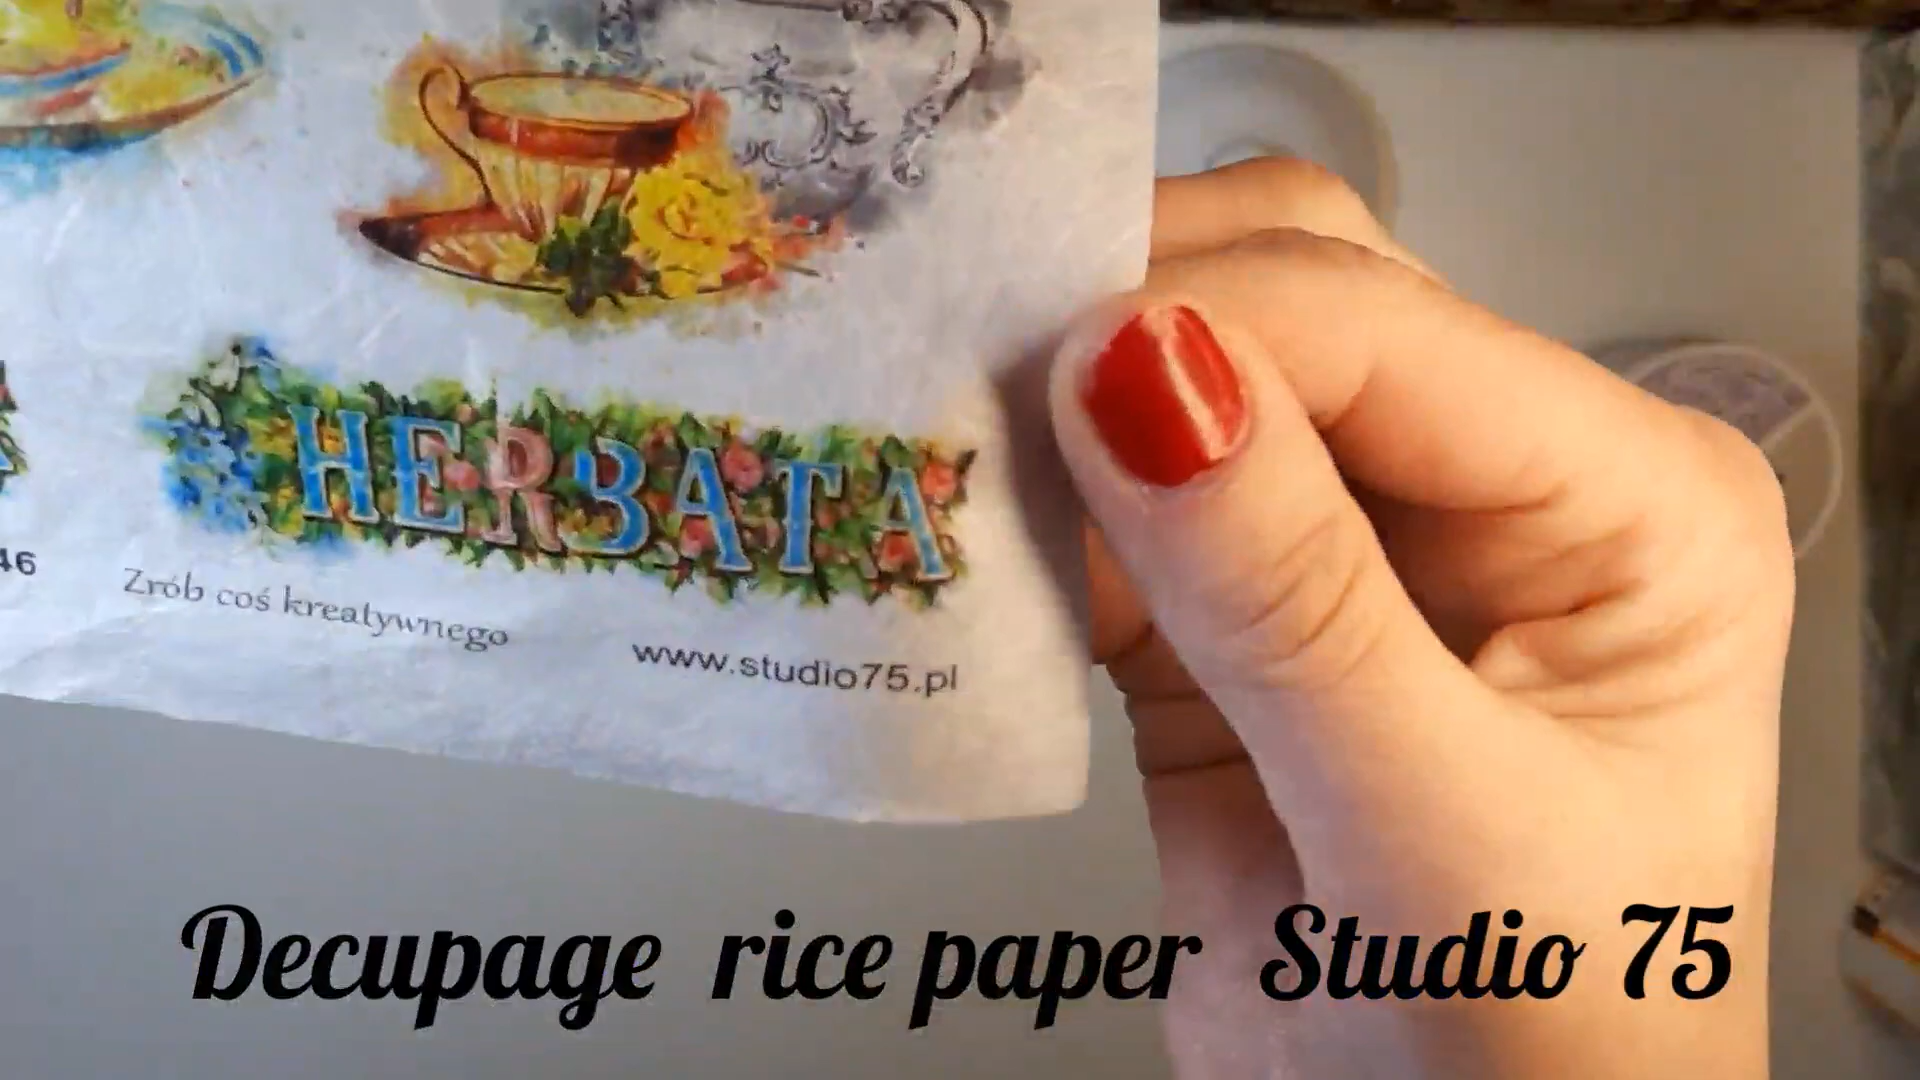 HERBATA
46
Zrób coś kreatywnego
www.studio75.pl
Decupage rice paper Studio 75